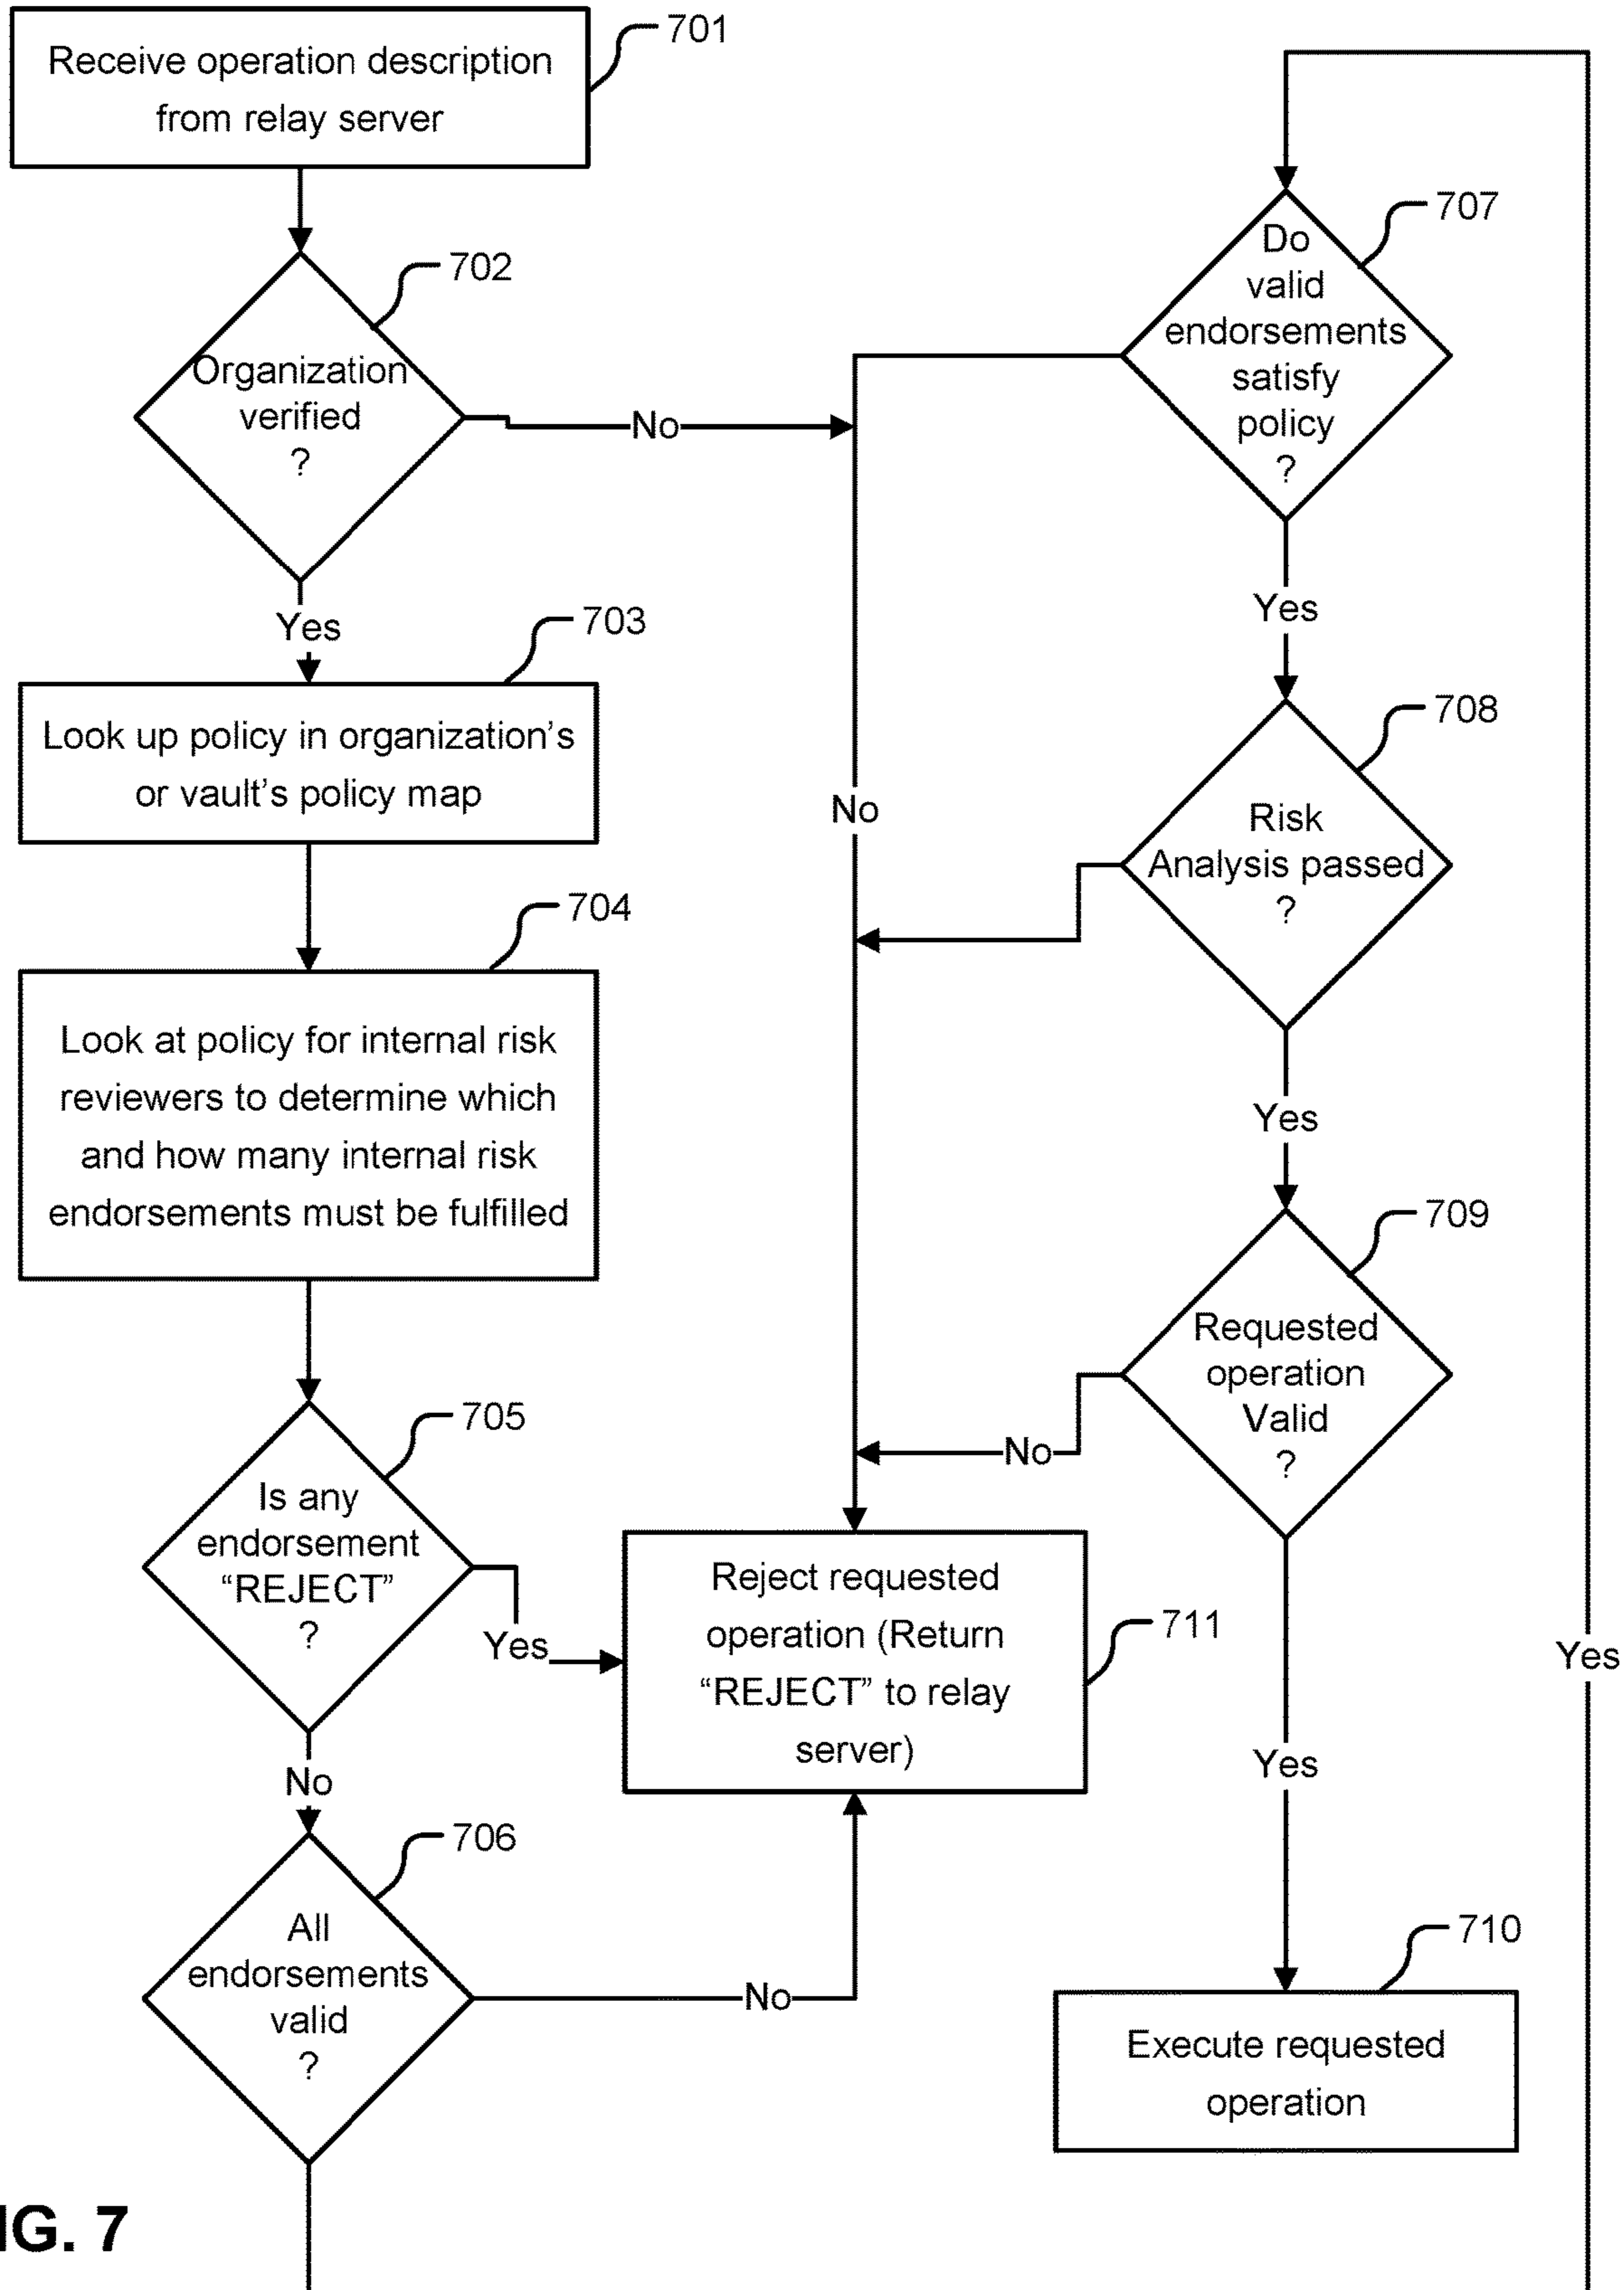 Receive operation description
from relay server
701
Organization
verified
?
702
No
Yes
Look up policy in organization's
or vault's policy map
703
Look at policy for internal risk
reviewers to determine which
and how many internal risk
endorsements must be fulfilled
704
Is any
endorsement
“REJECT”
?
705
Yes
No
All
endorsements
valid
?
706
No
Yes
Do
valid
endorsements
satisfy
policy
?
707
No
Yes
Risk
Analysis passed
?
708
Yes
Requested
operation
Valid
?
709
No
Yes
Reject requested
operation (Return
“REJECT” to relay
server)
711
Execute requested
operation
710
IG. 7